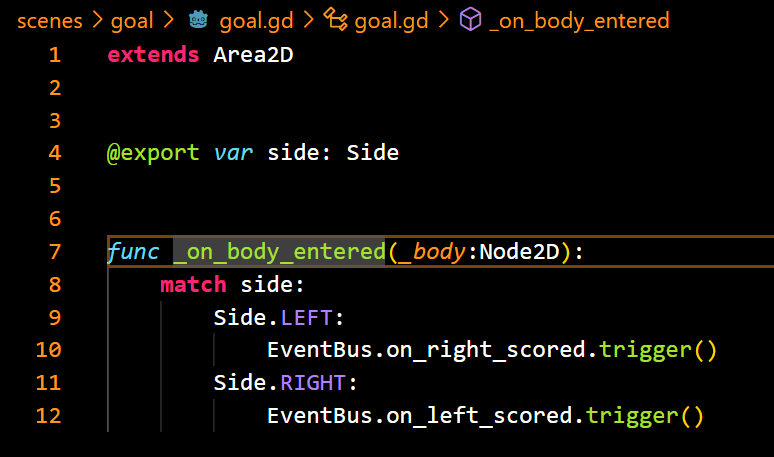 scenes > goal > goal.gd > goal.gd > _on_body_entered
1 extends Area2D
2
3
4 @export var side: Side
5
6
7 func _on_body_entered(_body:Node2D):
8     match side:
9         Side.LEFT:
10             EventBus.on_right_scored.trigger()
11         Side.RIGHT:
12             EventBus.on_left_scored.trigger()